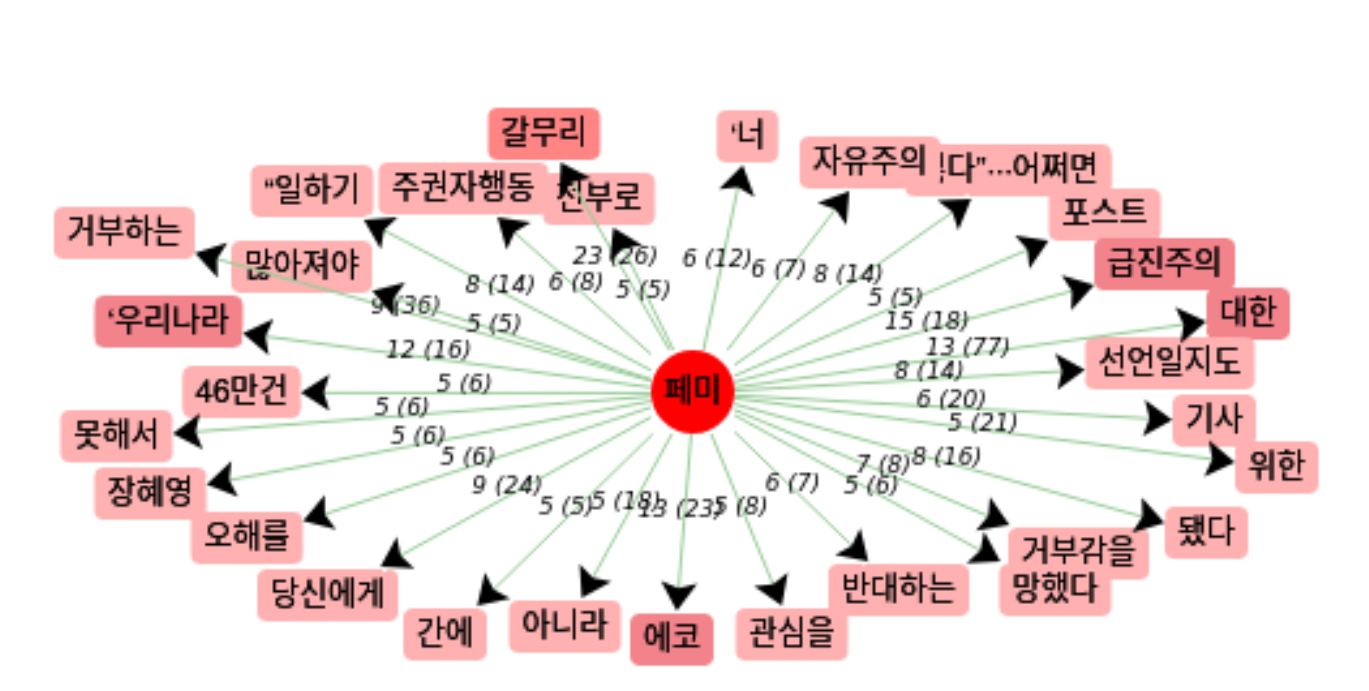 갈무리
‘너
자유주의
다”…어쩌면
“일하기
주권자행동
전부로
포스트
거부하는
많아져야
급진주의
‘우리나라
대한
23 (26)
6 (12)
6 (7)
8 (14)
8 (14)
6 (8)
5 (5)
5 (5)
9 (36)
5 (5)
15 (18)
12 (16)
13 (77)
선언일지도
8 (14)
페미
46만건
5 (6)
6 (20)
기사
5 (6)
5 (21)
못해서
5 (6)
위한
5 (6)
7 (8)
8 (16)
장혜영
9 (24)
6 (7)
5 (6)
5 (5)
5 (18)
13 (23)
5 (8)
오해를
됐다
거부감을
당신에게
반대하는
망했다
간에
아니라
에코
관심을